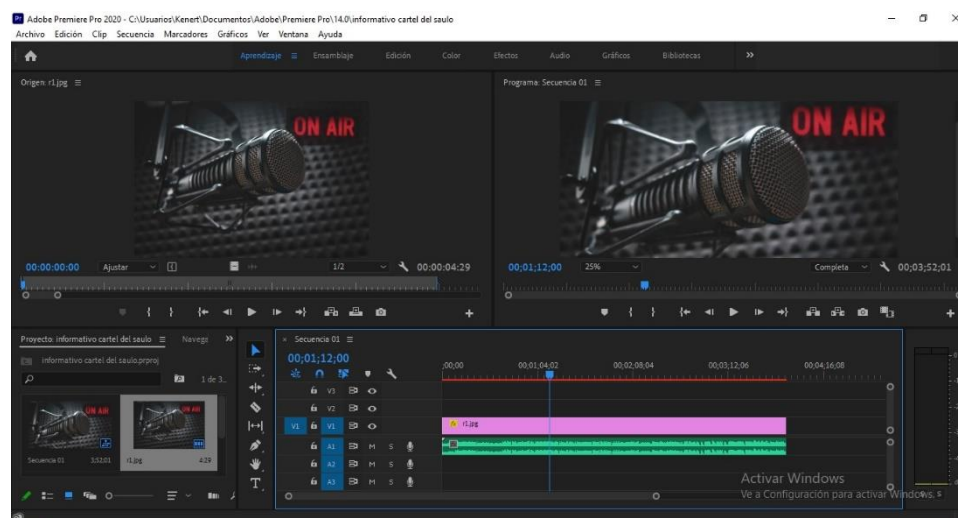 Adobe Premiere Pro 2020 - C:\Usuarios\Kenert\Documentos\Adobe\Premiere Pro\14.0\informativo cartel del saulo
Archivo Edición Clip Secuencia Marcadores Gráficos Ver Ventana Ayuda
Aprendizaje Ensamblaje Edición Color Efectos Audio Gráficos Bibliotecas
Origen: r1.jpg
Programa: Secuencia 01
ON AIR
ON AIR
00:00:00:00 Ajustar 1/2 00:00:04:29
00;01;12;00 25% Completa 00;03;52;01
Proyecto: informativo cartel del saulo
informativo cartel del saulo.prproj
1 de 3...
ON AIR
ON AIR
Secuencia 01 3;52;01
r1.jpg 4:29
Secuencia 01
00;01;12;00
;00;00 00;01;04;02 00;02;08;04 00;03;12;06 00;04;16;08
V3
V2
V1 V1
fx r1.jpg
A1 M S
A2 M S
A3 M S
T
Activar Windows
Ve a Configuración para activar Windows.
S